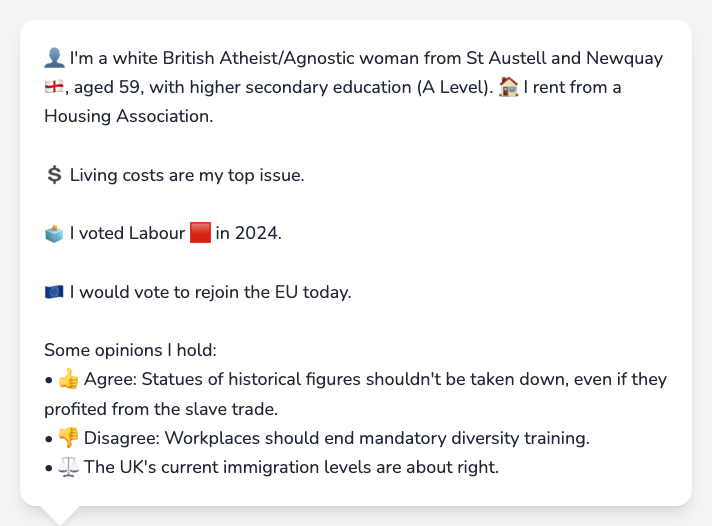 👤 I'm a white British Atheist/Agnostic woman from St Austell and Newquay
🏴󠁧󠁢󠁥󠁮󠁧󠁿, aged 59, with higher secondary education (A Level). 🏠 I rent from a
Housing Association.
💲 Living costs are my top issue.
🗳️ I voted Labour 🟥 in 2024.
🇪🇺 I would vote to rejoin the EU today.
Some opinions I hold:
• 👍 Agree: Statues of historical figures shouldn't be taken down, even if they
profited from the slave trade.
• 👎 Disagree: Workplaces should end mandatory diversity training.
• ⚖️ The UK's current immigration levels are about right.